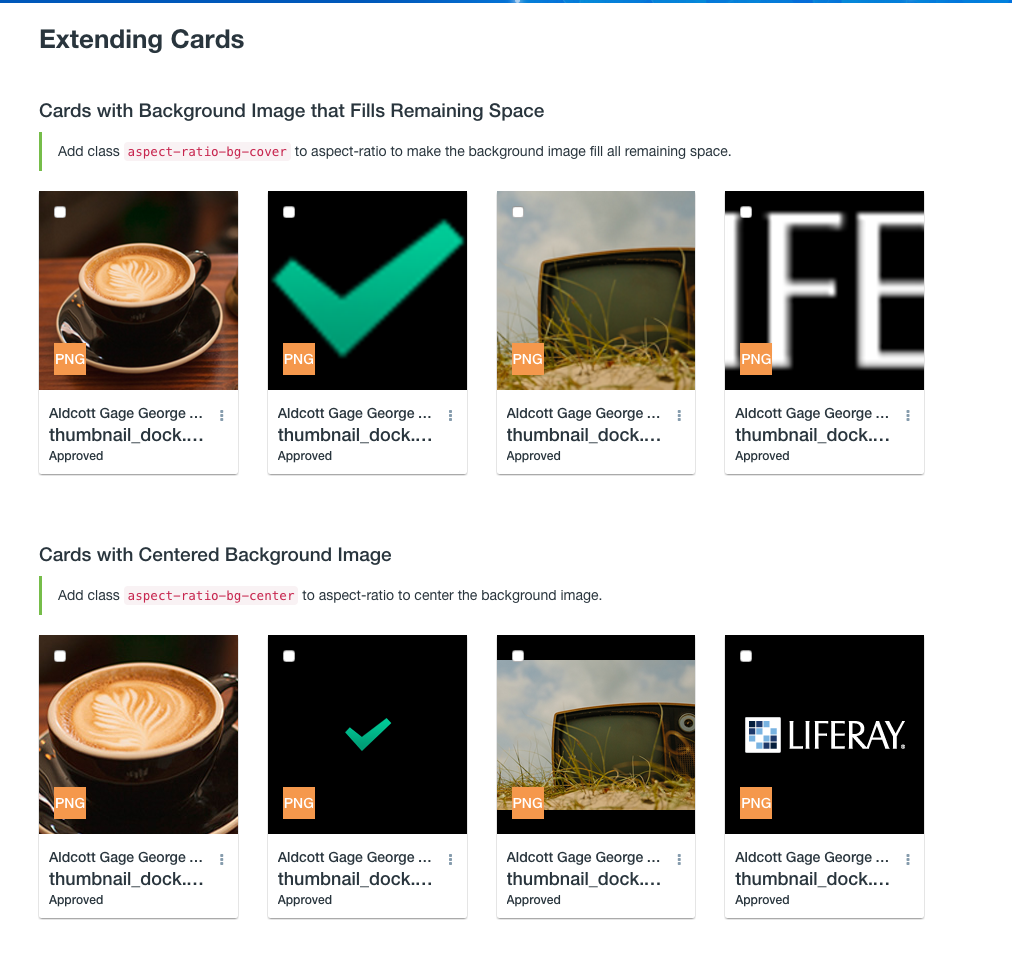 Extending Cards
Cards with Background Image that Fills Remaining Space
Add class aspect-ratio-bg-cover to aspect-ratio to make the background image fill all remaining space.
IFE
PNG PNG PNG PNG
Aldcott Gage George ... Aldcott Gage George ... Aldcott Gage George ... Aldcott Gage George ...
thumbnail_dock.... thumbnail_dock.... thumbnail_dock.... thumbnail_dock....
Approved Approved Approved Approved
Cards with Centered Background Image
Add class aspect-ratio-bg-center to aspect-ratio to center the background image.
LIFERAY.
PNG PNG PNG PNG
Aldcott Gage George ... Aldcott Gage George ... Aldcott Gage George ... Aldcott Gage George ...
thumbnail_dock.... thumbnail_dock.... thumbnail_dock.... thumbnail_dock....
Approved Approved Approved Approved